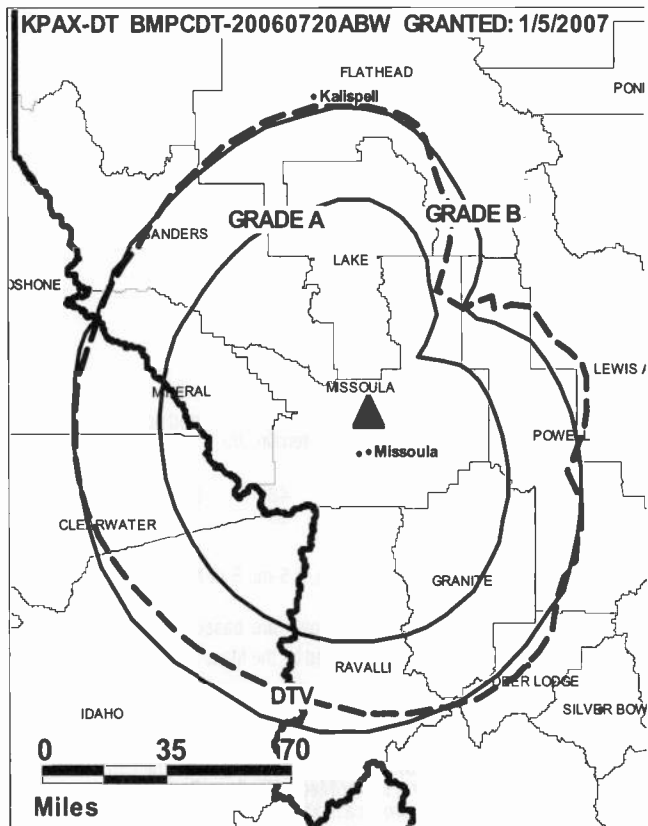 KPAX-DT BMPCDT-20060720ABW GRANTED: 1/5/2007
FLATHEAD
PONI
Kalispell
GRADE A
GRADE B
SANDERS
LAKE
OSHONE
LEWIS A
MINERAL
MISSOULA
POWELL
Missoula
CLEARWATER
GRANITE
RAVALLI
DEER LODGE
DTV
IDAHO
SILVER BOW
0 35 70
Miles